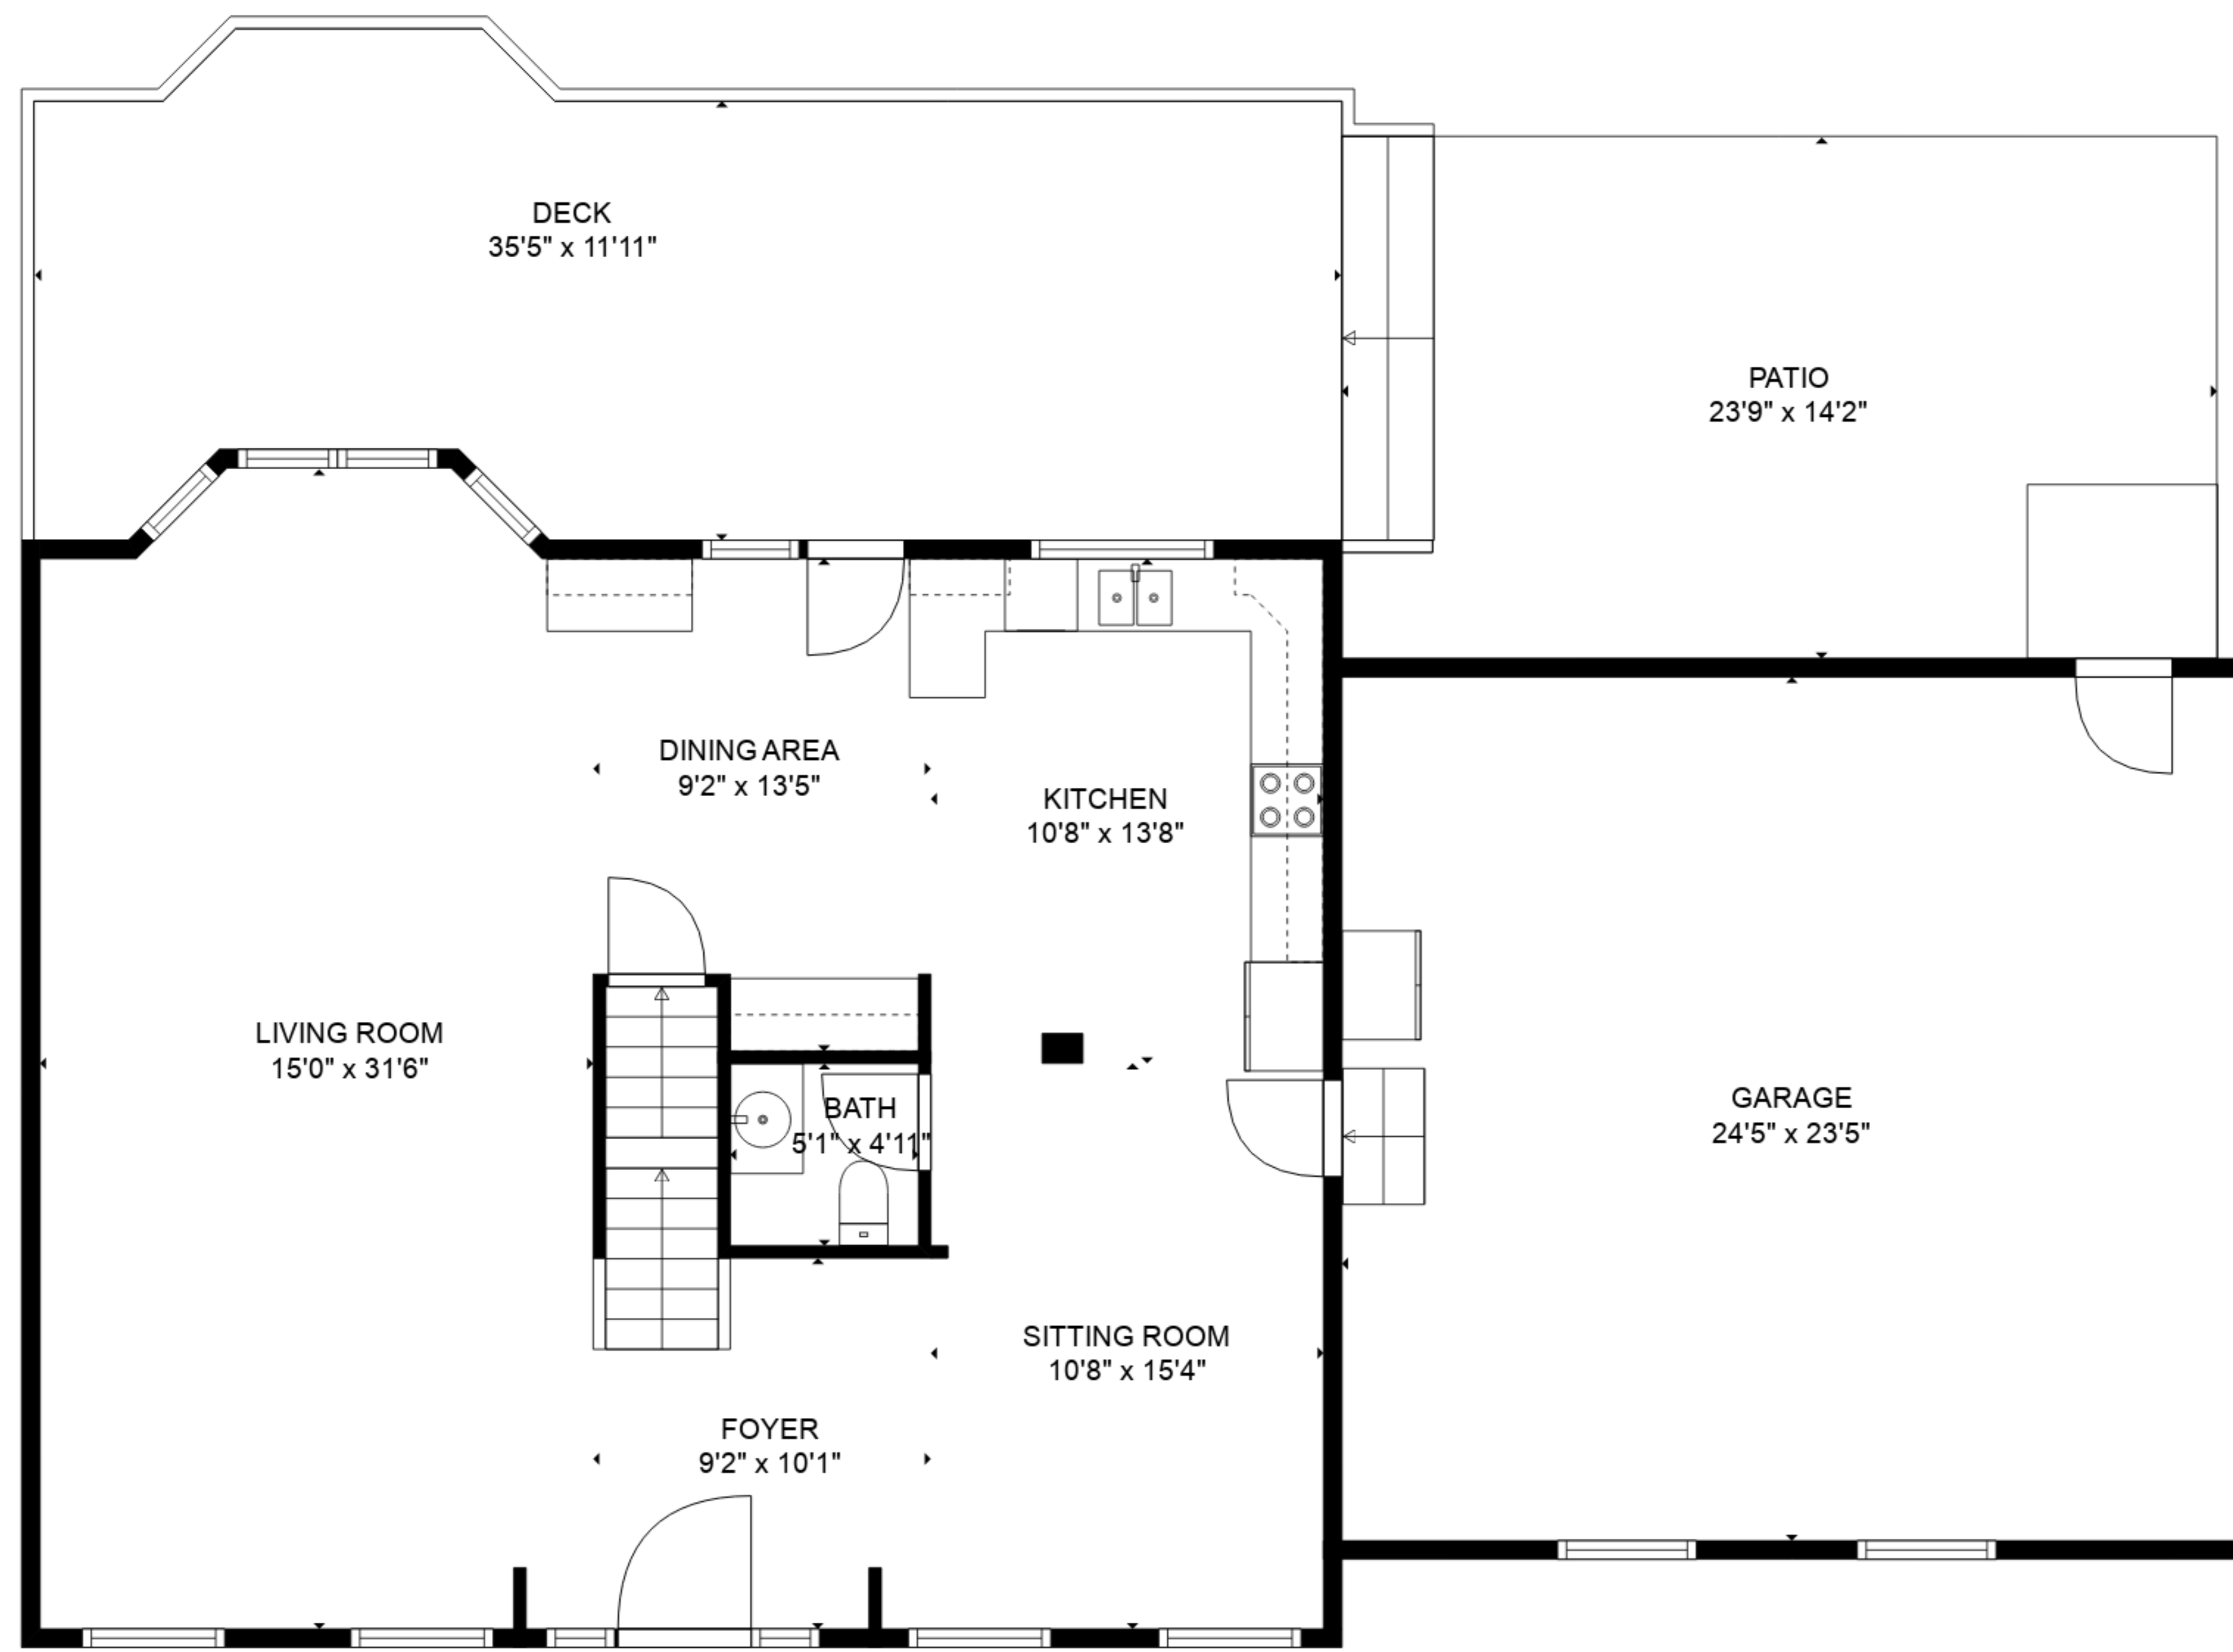 DECK
35'5" x 11'11"
PATIO
23'9" x 14'2"
DINING AREA
9'2" x 13'5"
KITCHEN
10'8" x 13'8"
LIVING ROOM
15'0" x 31'6"
BATH
5'1" x 4'11"
GARAGE
24'5" x 23'5"
SITTING ROOM
10'8" x 15'4"
FOYER
9'2" x 10'1"